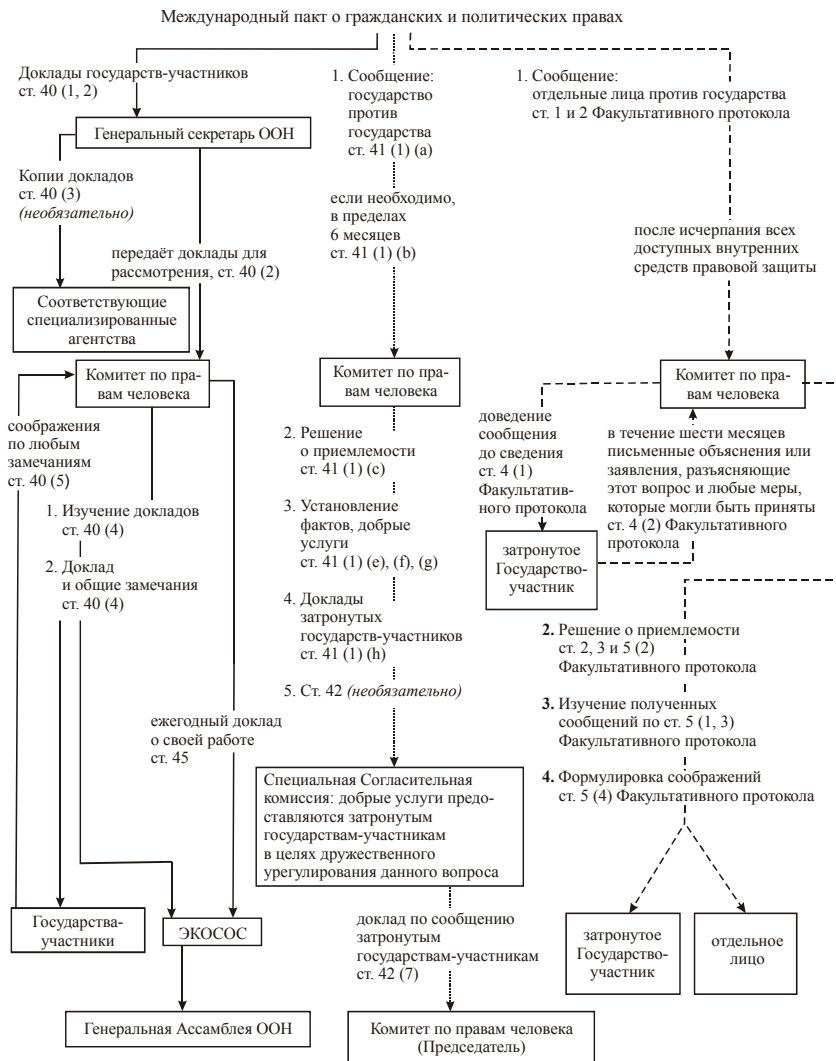 Международный пакт о гражданских и политических правах
Доклады государств-участников
ст. 40 (1, 2)
Генеральный секретарь ООН
Копии докладов
ст. 40 (3)
(необязательно)
передаёт доклады для
рассмотрения, ст. 40 (2)
Соответствующие
специализированные
агентства
Комитет по пра-
вам человека
соображения
по любым
замечаниям
ст. 40 (5)
1. Изучение докладов
ст. 40 (4)
2. Доклад
и общие замечания
ст. 40 (4)
ежегодный доклад
о своей работе
ст. 45
Государства-
участники
ЭКОСОС
Генеральная Ассамблея ООН
1. Сообщение:
государство
против
государства
ст. 41 (1) (a)
если необходимо,
в пределах
6 месяцев
ст. 41 (1) (b)
Комитет по пра-
вам человека
2. Решение
о приемлемости
ст. 41 (1) (c)
3. Установление
фактов, добрые
услуги
ст. 41 (1) (e), (f), (g)
4. Доклады
затронутых
государств-участников
ст. 41 (1) (h)
5. Ст. 42 (необязательно)
Специальная Согласительная
комиссия: добрые услуги предо-
ставляются затронутым
государствам-участникам
в целях дружественного
урегулирования данного вопроса
доклад по сообщению
затронутым
государствам-участникам
ст. 42 (7)
Комитет по правам человека
(Председатель)
1. Сообщение:
отдельные лица против государства
ст. 1 и 2 Факультативного протокола
после исчерпания всех
доступных внутренних
средств правовой защиты
Комитет по пра-
вам человека
доведение
сообщения
до сведения
ст. 4 (1)
Факультатив-
ного протокола
в течение шести месяцев
письменные объяснения или
заявления, разъясняющие
этот вопрос и любые меры,
которые могли быть приняты
ст. 4 (2) Факультативного
протокола
затронутое
Государство-
участник
2. Решение о приемлемости
ст. 2, 3 и 5 (2)
Факультативного протокола
3. Изучение полученных
сообщений по ст. 5 (1, 3)
Факультативного протокола
4. Формулировка соображений
ст. 5 (4) Факультативного протокола
затронутое
Государство-
участник
отдельное
лицо